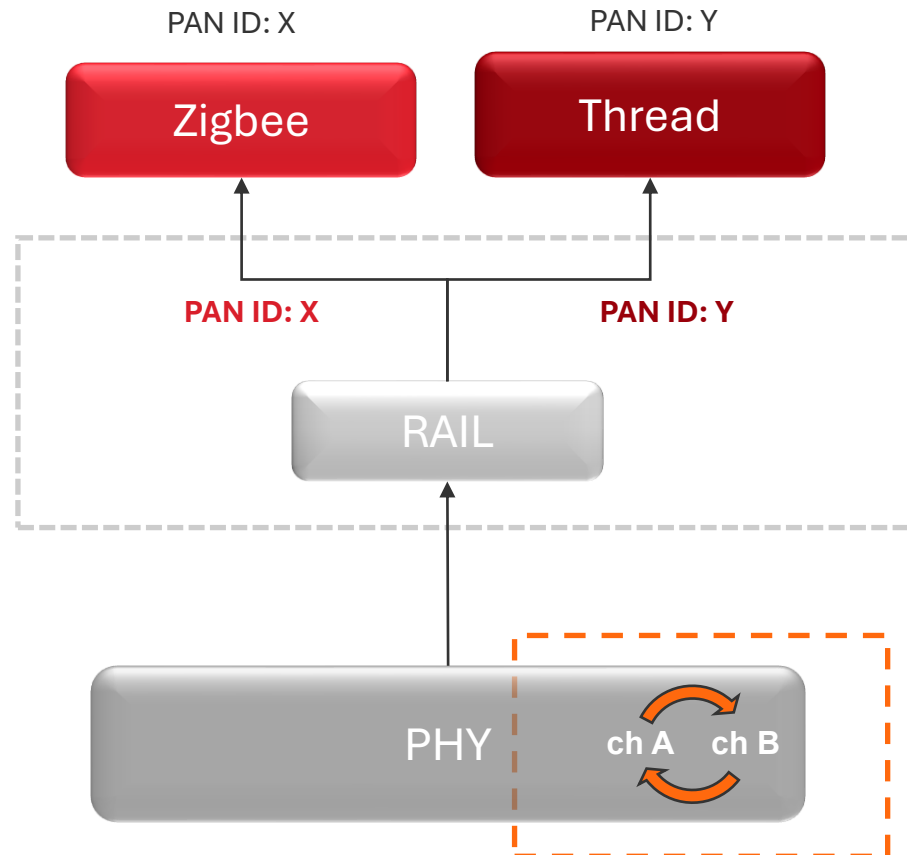 PAN ID: X
PAN ID: Y
Zigbee
Thread
PAN ID: X
PAN ID: Y
RAIL
PHY
ch A
ch B